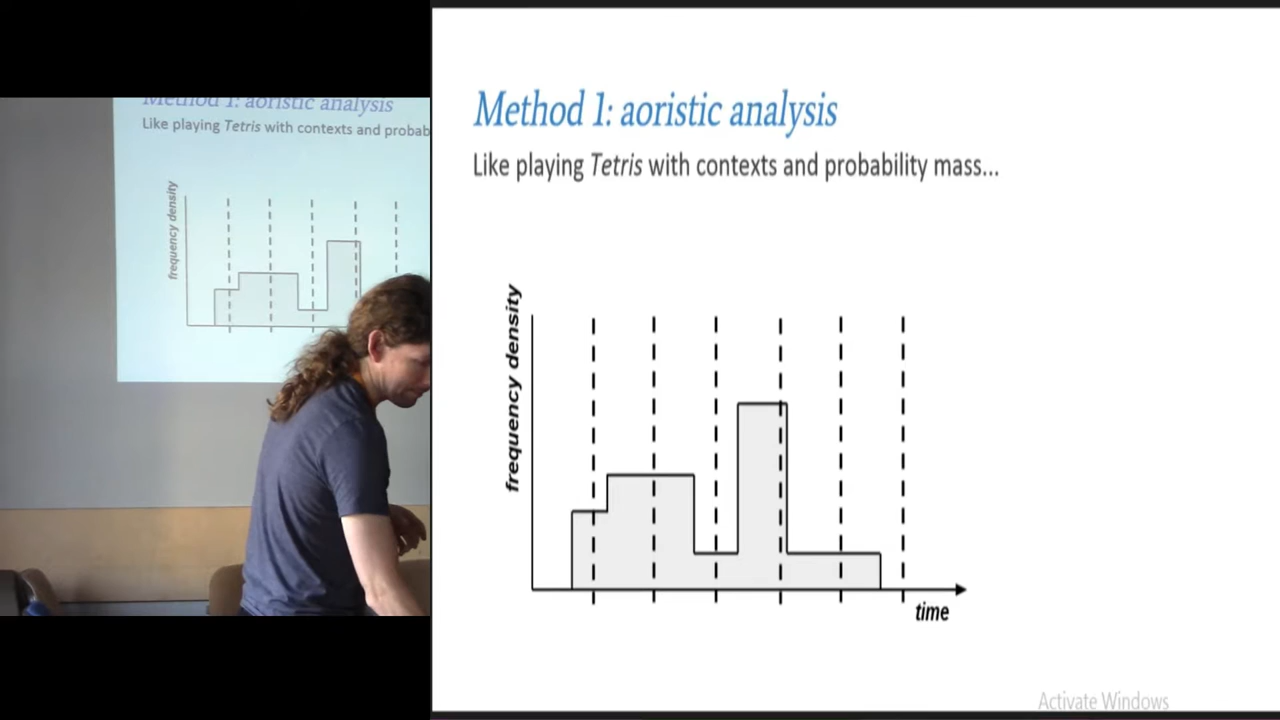 Method 1: aoristic analysis
Like playing Tetris with contexts and probab
frequency density
Method 1: aoristic analysis
Like playing Tetris with contexts and probability mass...
frequency density
time
Activate Windows